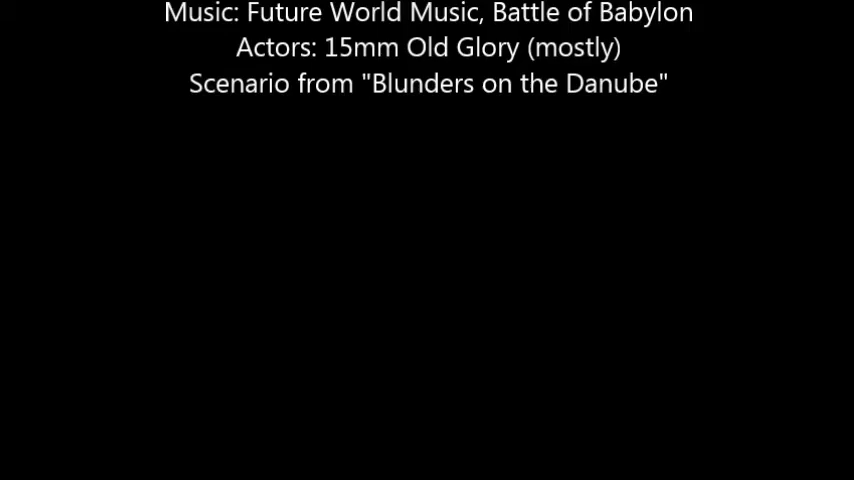 Music: Future World Music, Battle of Babylon
Actors: 15mm Old Glory (mostly)
Scenario from "Blunders on the Danube"